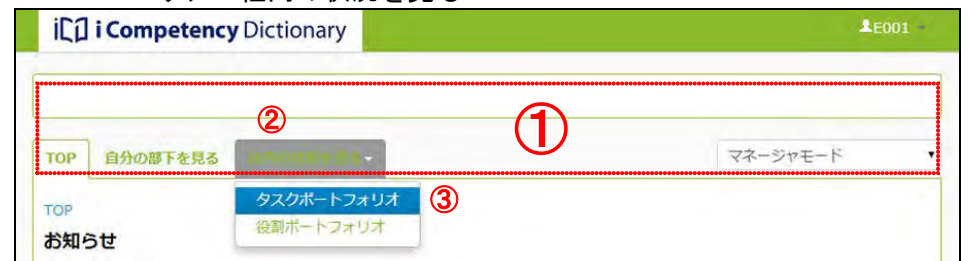 i Competency Dictionary
E001
②
①
TOP 自分の部下を見る
マネージャモード
タスクポートフォリオ
③
役割ポートフォリオ
TOP
お知らせ